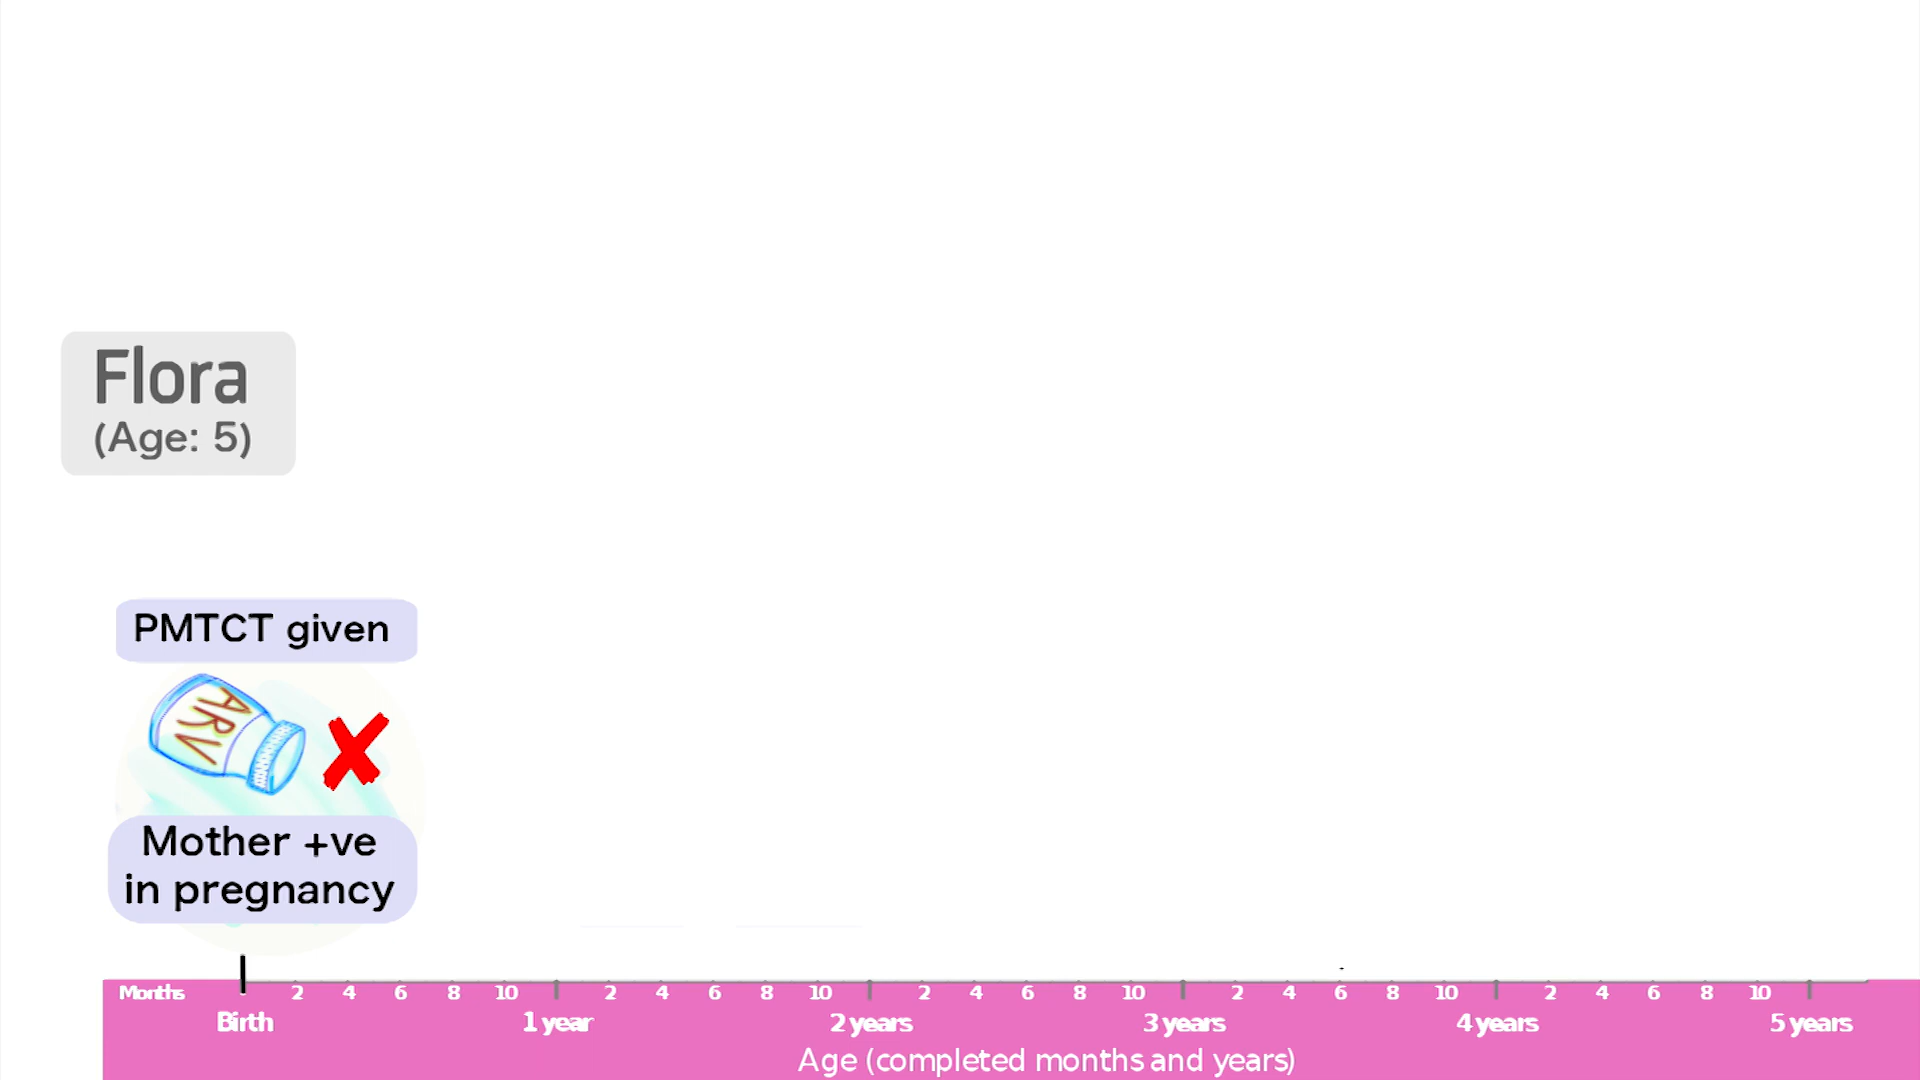 Flora
(Age: 5)
PMTCT given
ARV
Mother +ve
in pregnancy
Months 2 4 6 8 10 2 4 6 8 10 2 4 6 8 10 2 4 6 8 10 2 4 6 8 10
Birth 1 year 2 years 3 years 4 years 5 years
Age (completed months and years)